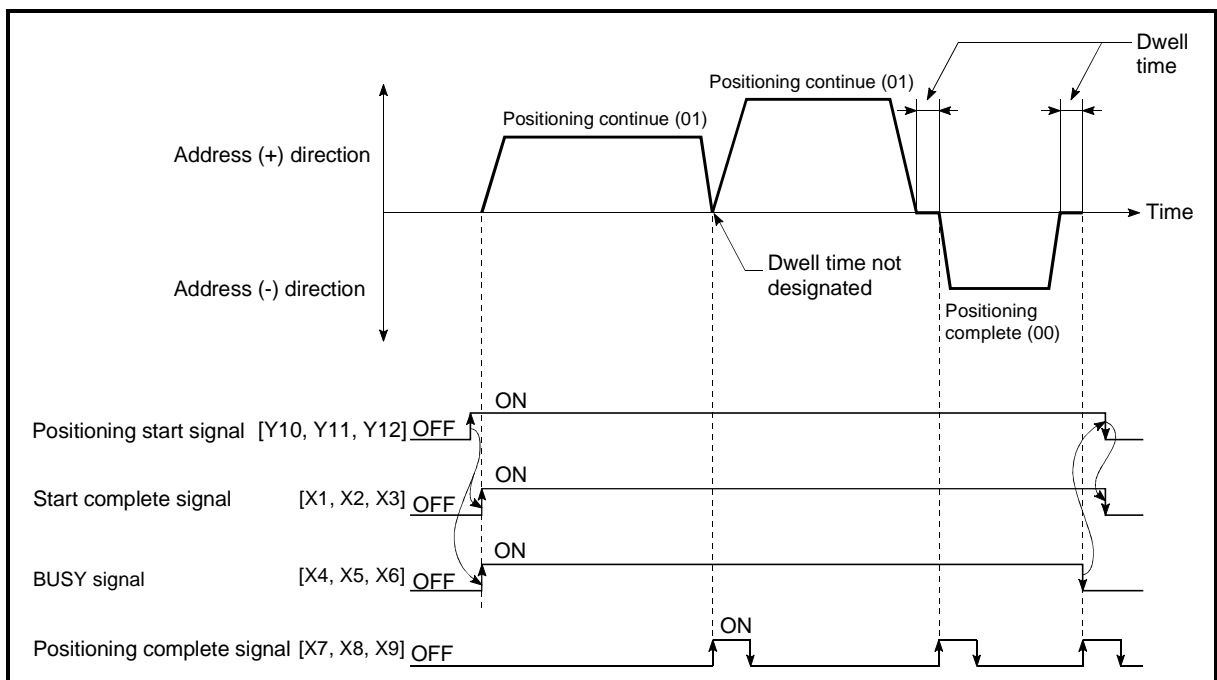 Dwell
time
Positioning continue (01)
Positioning continue (01)
Address (+) direction
Time
Dwell time not
designated
Address (-) direction
Positioning
complete (00)
ON
Positioning start signal [Y10, Y11, Y12] OFF
ON
Start complete signal [X1, X2, X3] OFF
ON
BUSY signal [X4, X5, X6] OFF
ON
Positioning complete signal [X7, X8, X9] OFF